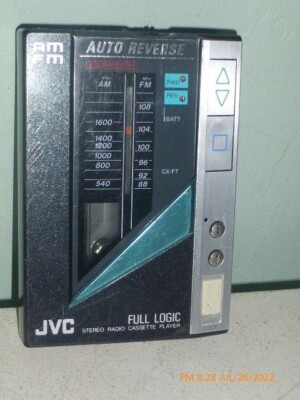 AM
FM
AUTO REVERSE
AM FM
FWD
REV
108
1600 104
1400
1200 100
1000 "96"
800 92
540 88
BATT
CX-F7
JVC FULL LOGIC
STEREO RADIO CASSETTE PLAYER
PM 8:28 JUL/26/2022